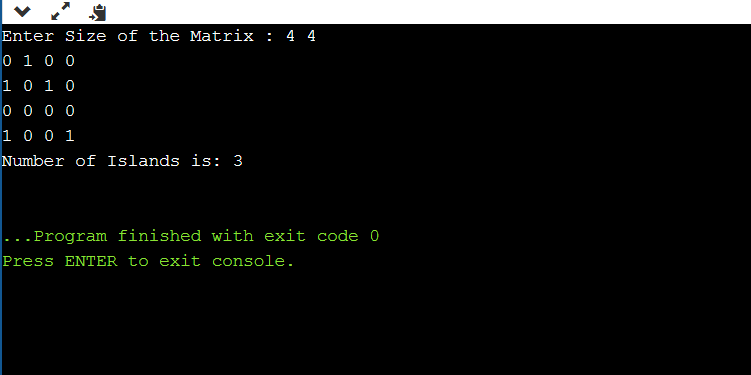 Enter Size of the Matrix : 4 4
0 1 0 0
1 0 1 0
0 0 0 0
1 0 0 1
Number of Islands is: 3
...Program finished with exit code 0
Press ENTER to exit console.